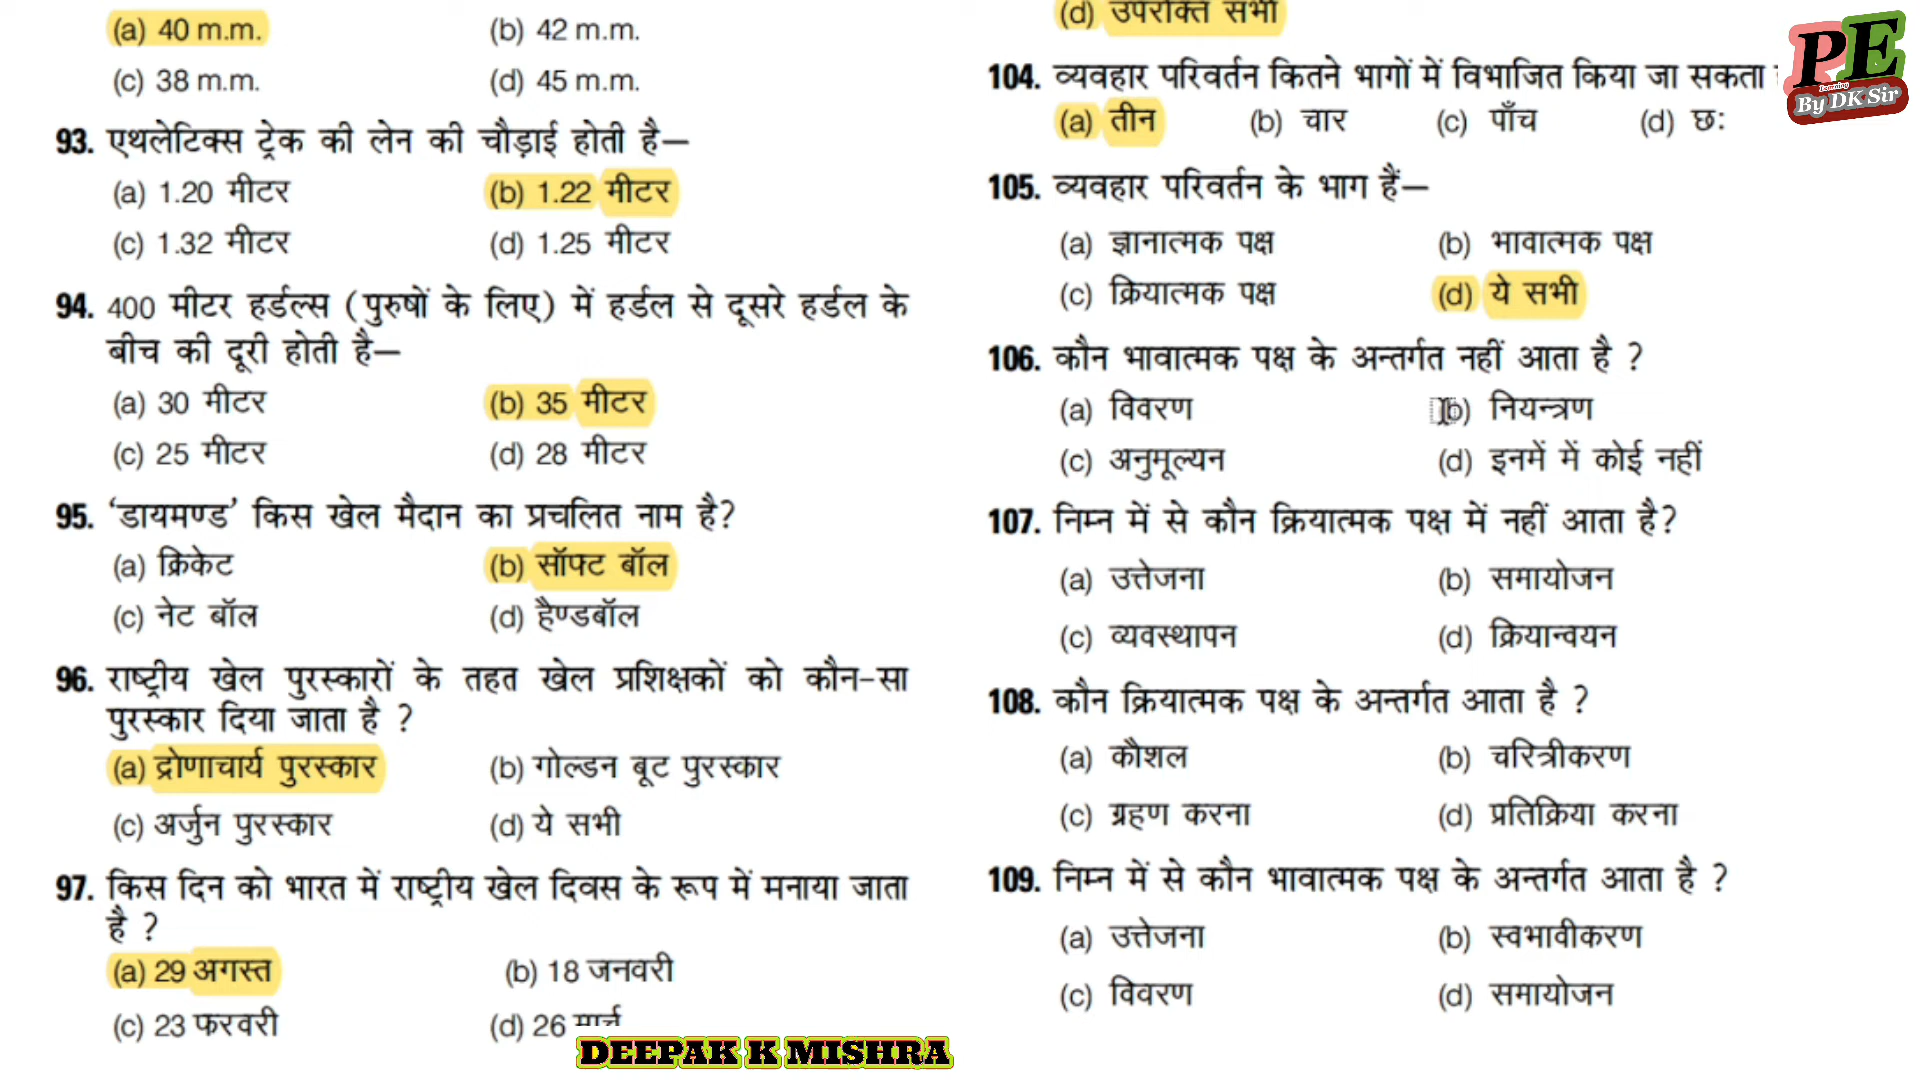 (a) 40 m.m. (b) 42 m.m.
(c) 38 m.m. (d) 45 m.m.
93. एथलेटिक्स ट्रेक की लेन की चौड़ाई होती है—
(a) 1.20 मीटर (b) 1.22 मीटर
(c) 1.32 मीटर (d) 1.25 मीटर
94. 400 मीटर हर्डल्स (पुरुषों के लिए) में हर्डल से दूसरे हर्डल के
बीच की दूरी होती है—
(a) 30 मीटर (b) 35 मीटर
(c) 25 मीटर (d) 28 मीटर
95. ‘डायमण्ड’ किस खेल मैदान का प्रचलित नाम है?
(a) क्रिकेट (b) सॉफ्ट बॉल
(c) नेट बॉल (d) हैण्डबॉल
96. राष्ट्रीय खेल पुरस्कारों के तहत खेल प्रशिक्षकों को कौन-सा
पुरस्कार दिया जाता है ?
(a) द्रोणाचार्य पुरस्कार (b) गोल्डन बूट पुरस्कार
(c) अर्जुन पुरस्कार (d) ये सभी
97. किस दिन को भारत में राष्ट्रीय खेल दिवस के रूप में मनाया जाता
है ?
(a) 29 अगस्त (b) 18 जनवरी
(c) 23 फरवरी (d) 26 मार्च
(d) उपरोक्त सभी
104. व्यवहार परिवर्तन कितने भागों में विभाजित किया जा सकता
(a) तीन (b) चार (c) पाँच (d) छः
105. व्यवहार परिवर्तन के भाग हैं—
(a) ज्ञानात्मक पक्ष (b) भावात्मक पक्ष
(c) क्रियात्मक पक्ष (d) ये सभी
106. कौन भावात्मक पक्ष के अन्तर्गत नहीं आता है ?
(a) विवरण (b) नियन्त्रण
(c) अनुमूल्यन (d) इनमें में कोई नहीं
107. निम्न में से कौन क्रियात्मक पक्ष में नहीं आता है?
(a) उत्तेजना (b) समायोजन
(c) व्यवस्थापन (d) क्रियान्वयन
108. कौन क्रियात्मक पक्ष के अन्तर्गत आता है ?
(a) कौशल (b) चरित्रीकरण
(c) ग्रहण करना (d) प्रतिक्रिया करना
109. निम्न में से कौन भावात्मक पक्ष के अन्तर्गत आता है ?
(a) उत्तेजना (b) स्वभावीकरण
(c) विवरण (d) समायोजन
PE
Learning
By DK Sir
DEEPAK K MISHRA